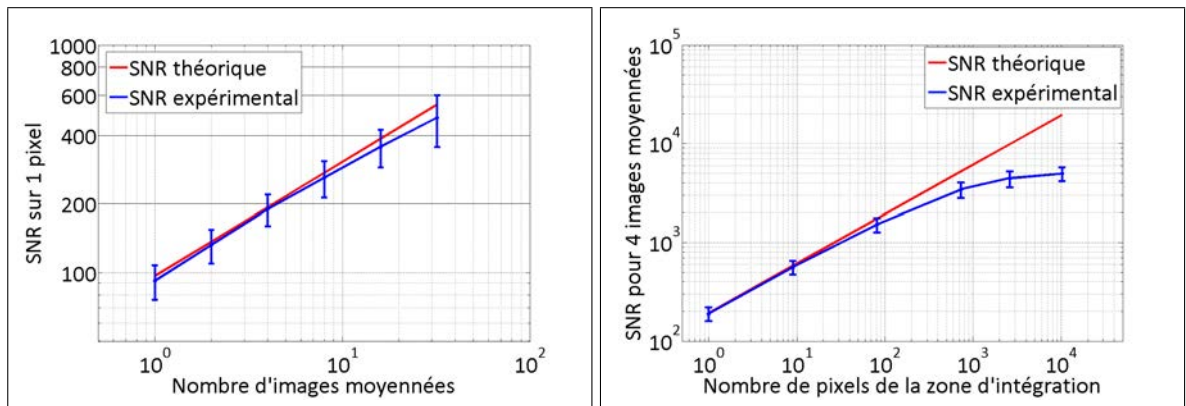 1000
800
600
400
200
100
SNR sur 1 pixel
SNR théorique
SNR expérimental
10^0
10^1
10^2
Nombre d'images moyennées
10^5
10^4
10^3
10^2
SNR pour 4 images moyennées
SNR théorique
SNR expérimental
10^0
10^1
10^2
10^3
10^4
Nombre de pixels de la zone d'intégration